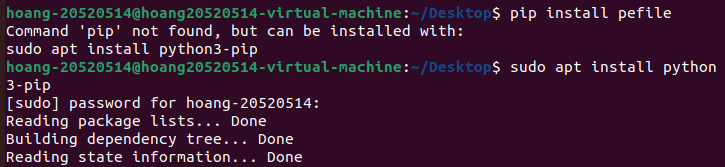 hoang-20520514@hoang20520514-virtual-machine:~/Desktop$ pip install pefile
Command 'pip' not found, but can be installed with:
sudo apt install python3-pip
hoang-20520514@hoang20520514-virtual-machine:~/Desktop$ sudo apt install python
3-pip
[sudo] password for hoang-20520514:
Reading package lists... Done
Building dependency tree... Done
Reading state information... Done